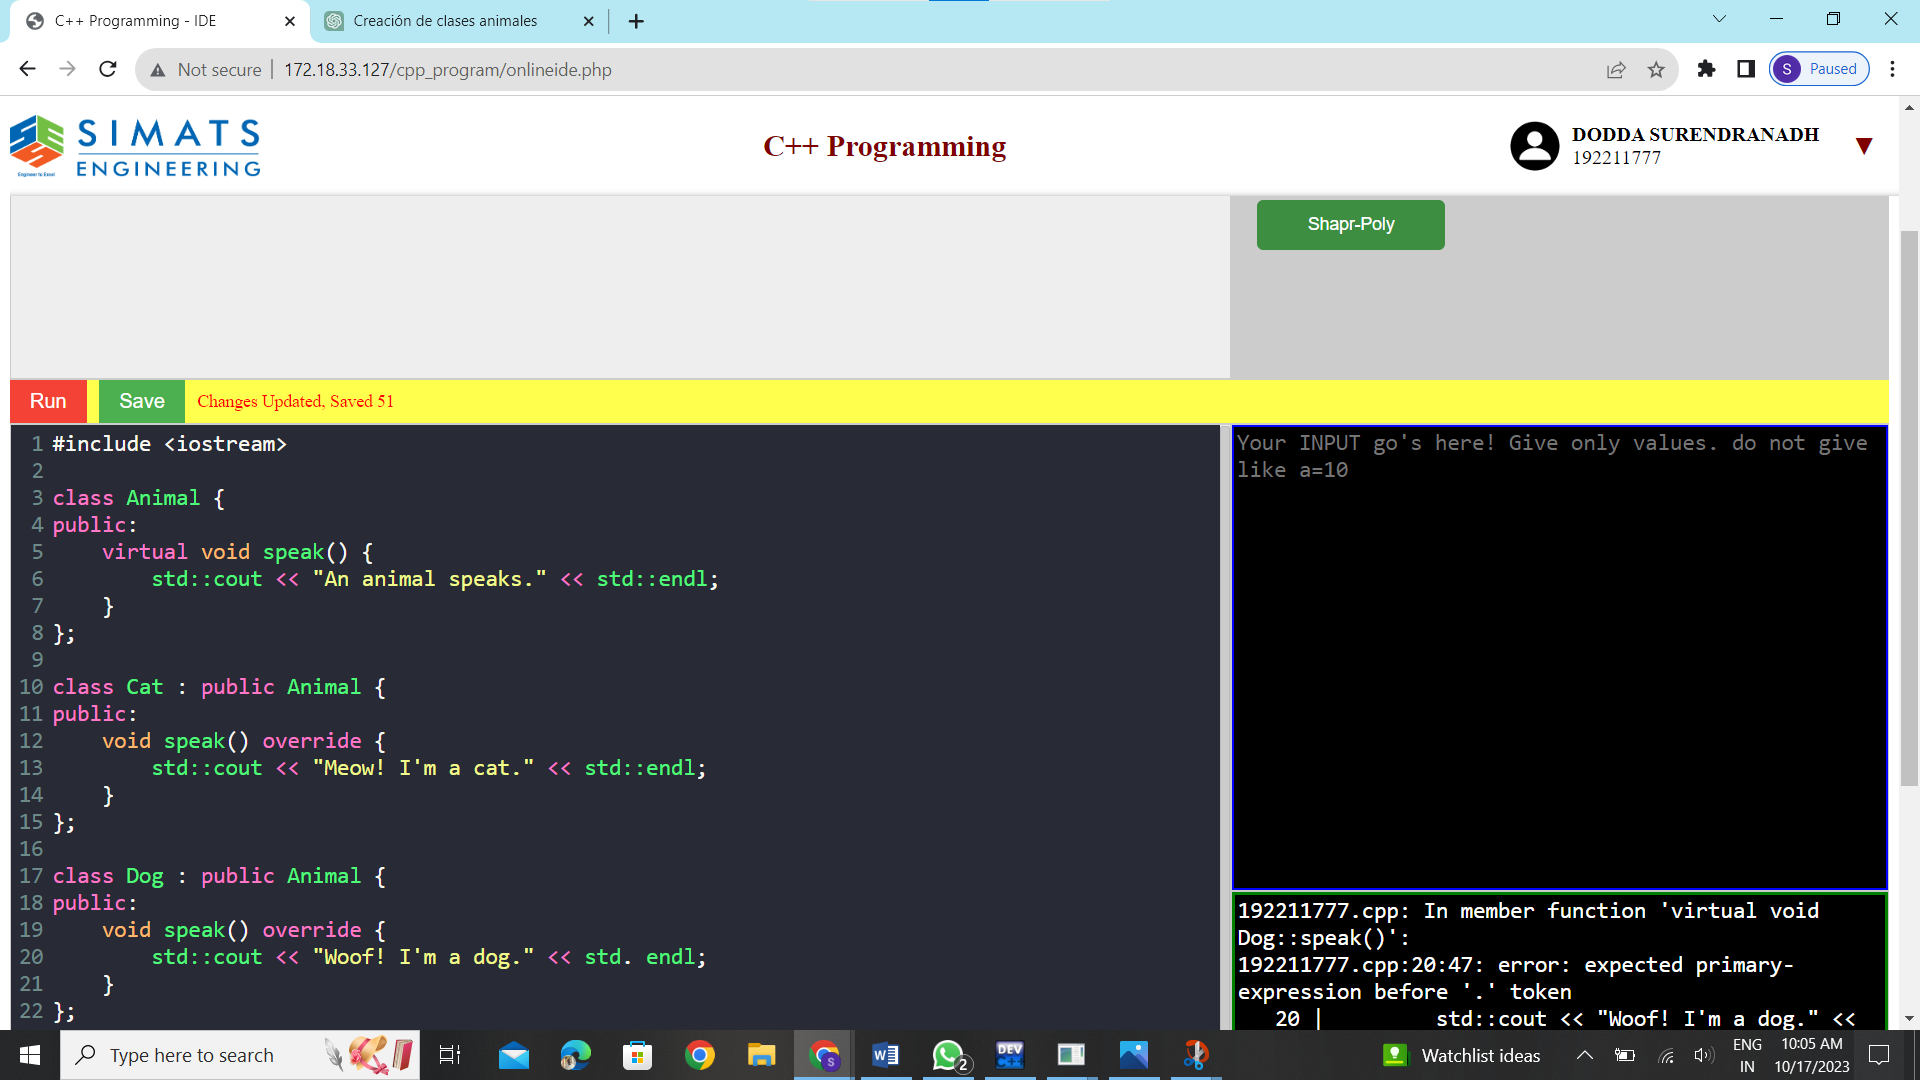 C++ Programming - IDE
Creación de clases animales
Not secure | 172.18.33.127/cpp_program/onlineide.php
S Paused
SIMATS
ENGINEERING
Engineer to Excel
C++ Programming
DODDA SURENDRANADH
192211777
Shapr-Poly
Run Save Changes Updated, Saved 51
1 #include <iostream>
2
3 class Animal {
4 public:
5     virtual void speak() {
6         std::cout << "An animal speaks." << std::endl;
7     }
8 };
9
10 class Cat : public Animal {
11 public:
12     void speak() override {
13         std::cout << "Meow! I'm a cat." << std::endl;
14     }
15 };
16
17 class Dog : public Animal {
18 public:
19     void speak() override {
20         std::cout << "Woof! I'm a dog." << std. endl;
21     }
22 };
Your INPUT go's here! Give only values. do not give
like a=10
192211777.cpp: In member function 'virtual void
Dog::speak()':
192211777.cpp:20:47: error: expected primary-
expression before '.' token
20 |         std::cout << "Woof! I'm a dog." <<
Type here to search
S
W
2
DEV
C++
Watchlist ideas
ENG
IN
10:05 AM
10/17/2023